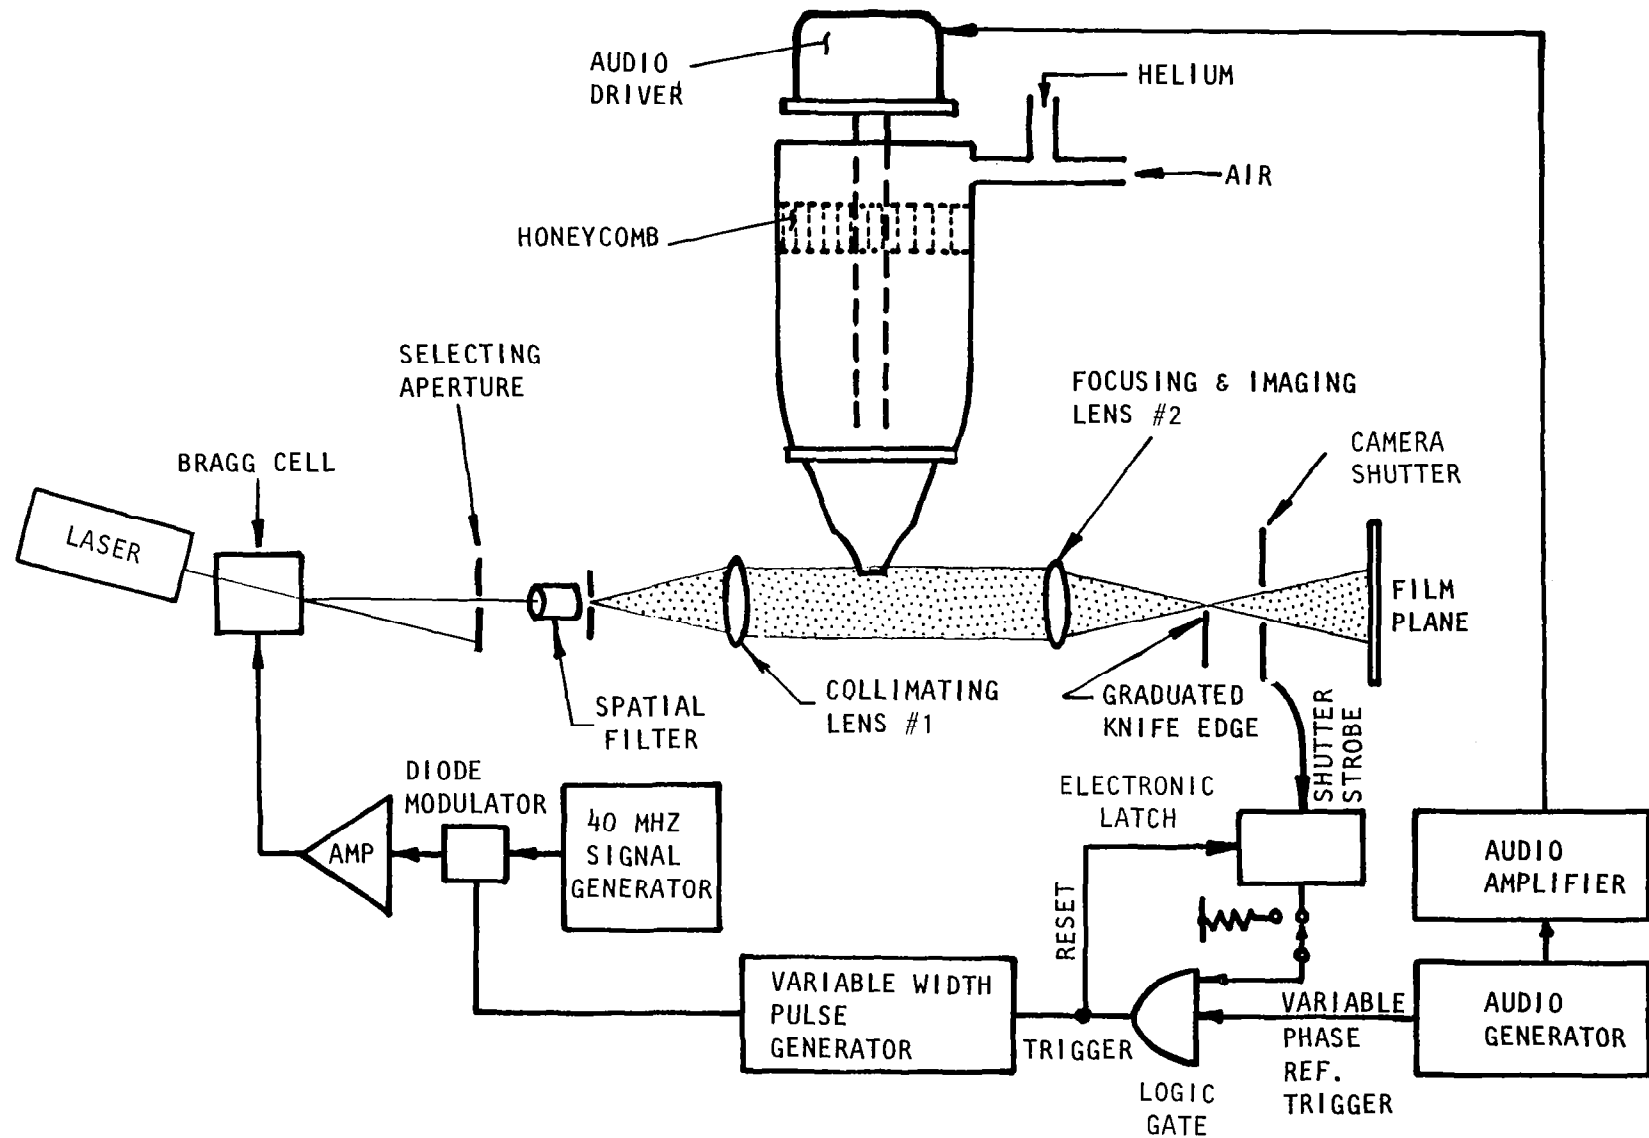 AUDIO
DRIVER
HELIUM
AIR
HONEYCOMB
SELECTING
APERTURE
FOCUSING & IMAGING
LENS #2
CAMERA
SHUTTER
BRAGG CELL
LASER
FILM
PLANE
SPATIAL
FILTER
COLLIMATING
LENS #1
GRADUATED
KNIFE EDGE
SHUTTER
STROBE
DIODE
MODULATOR
ELECTRONIC
LATCH
AMP
40 MHZ
SIGNAL
GENERATOR
AUDIO
AMPLIFIER
RESET
VARIABLE WIDTH
PULSE
GENERATOR
TRIGGER
LOGIC
GATE
VARIABLE
PHASE
REF.
TRIGGER
AUDIO
GENERATOR